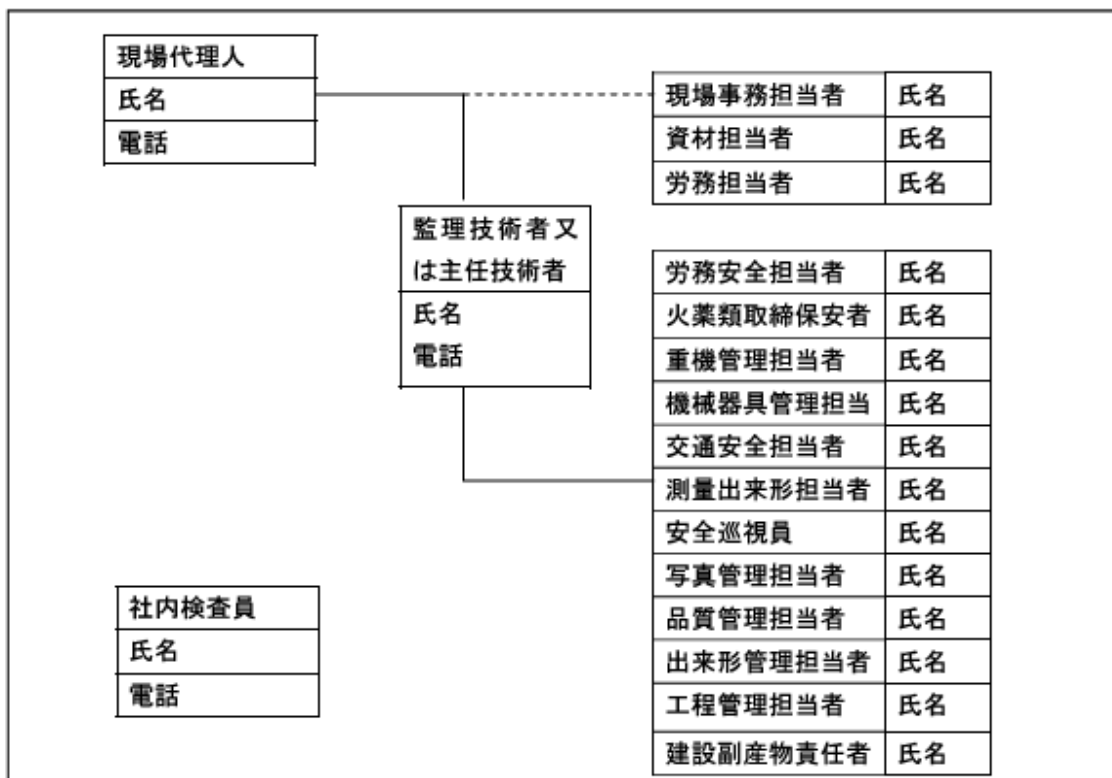 現場代理人
氏名
電話
現場事務担当者 氏名
資材担当者 氏名
労務担当者 氏名
監理技術者又
は主任技術者
氏名
電話
労務安全担当者 氏名
火薬類取締保安者 氏名
重機管理担当者 氏名
機械器具管理担当 氏名
交通安全担当者 氏名
測量出来形担当者 氏名
安全巡視員 氏名
写真管理担当者 氏名
品質管理担当者 氏名
出来形管理担当者 氏名
工程管理担当者 氏名
建設副産物責任者 氏名
社内検査員
氏名
電話